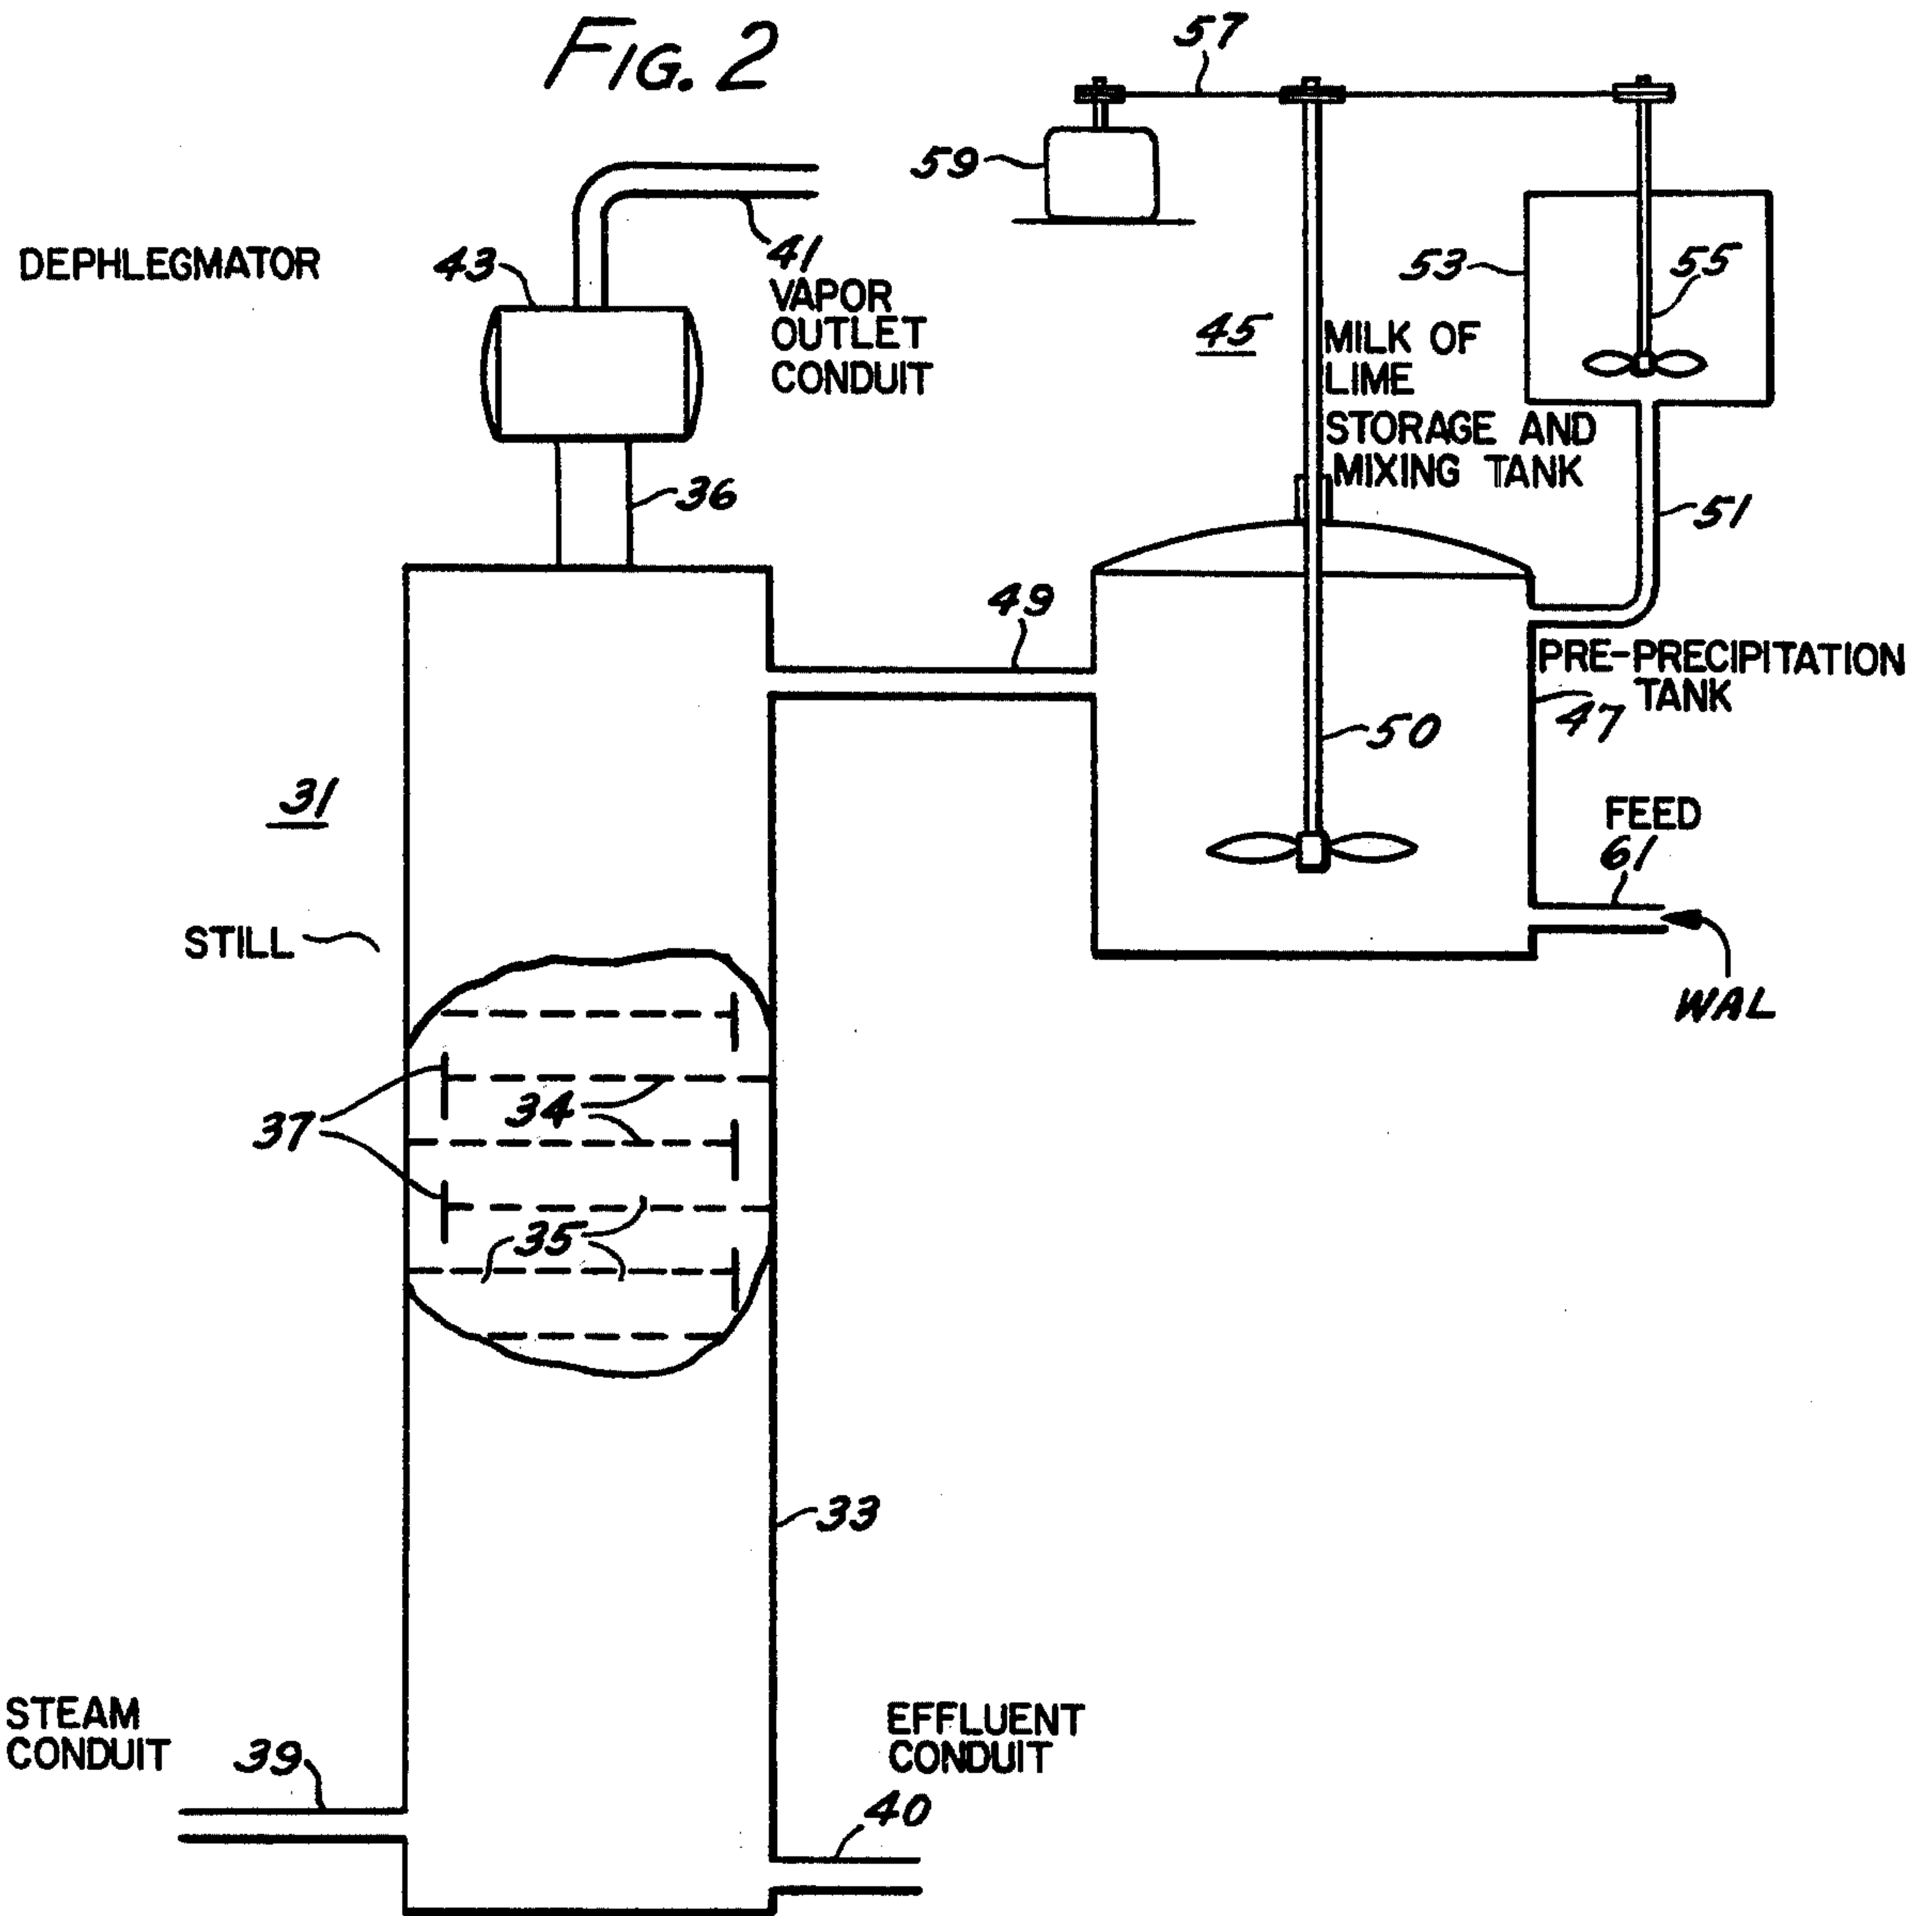 FIG. 2
57
59
DEPHLEGMATOR
43
41
VAPOR
OUTLET
CONDUIT
53
55
45
MILK OF
LIME
STORAGE AND
MIXING TANK
36
51
49
PRE-PRECIPITATION
TANK
47
50
31
FEED
61
STILL
WAL
37
34
35
33
STEAM
CONDUIT
39
EFFLUENT
CONDUIT
40